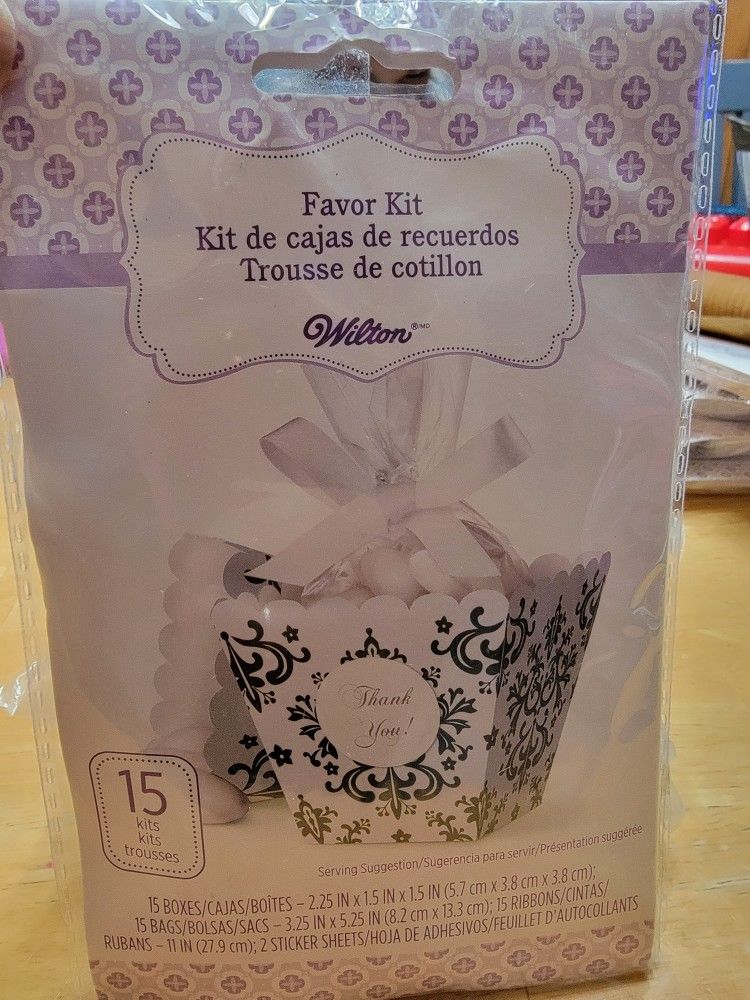 Favor Kit
Kit de cajas de recuerdos
Trousse de cotillon
Wilton®/MD
Thank
You!
15
kits
kits
trousses
Serving Suggestion/Sugerencia para servir/Présentation suggérée
15 BOXES/CAJAS/BOÎTES – 2.25 IN x 1.5 IN x 1.5 IN (5.7 cm x 3.8 cm x 3.8 cm);
15 BAGS/BOLSAS/SACS – 3.25 IN x 5.25 IN (8.2 cm x 13.3 cm); 15 RIBBONS/CINTAS/
RUBANS – 11 IN (27.9 cm); 2 STICKER SHEETS/HOJA DE ADHESIVOS/FEUILLET D'AUTOCOLLANTS